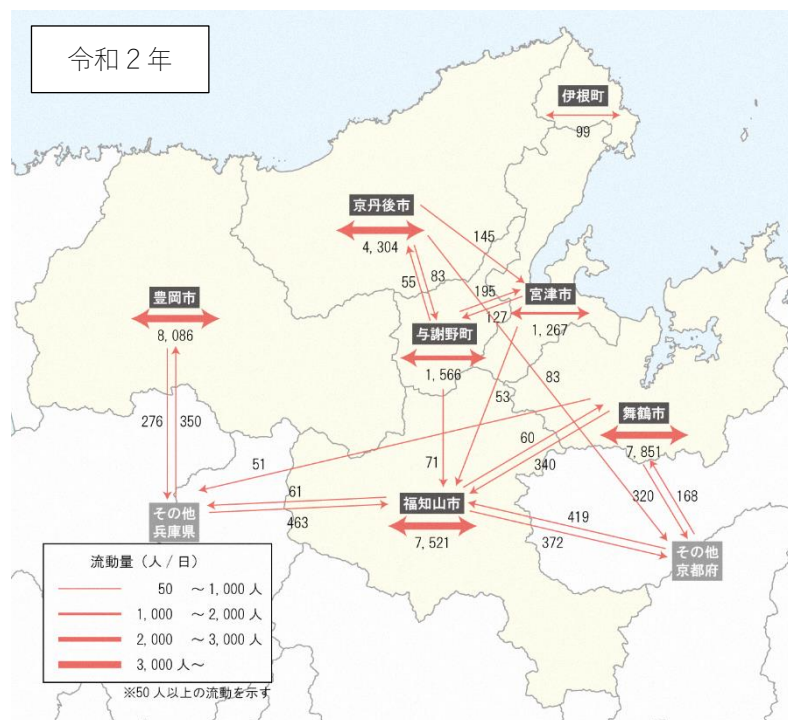 令和２年
伊根町
99
京丹後市
4,304
145
55
83
195
宮津市
127
1,267
豊岡市
8,086
与謝野町
1,566
83
53
舞鶴市
7,851
276
350
60
340
51
71
61
463
福知山市
7,521
320
168
419
372
その他
兵庫県
その他
京都府
流動量（人/日）
50 ～1,000人
1,000 ～2,000人
2,000 ～3,000人
3,000人～
※50人以上の流動を示す